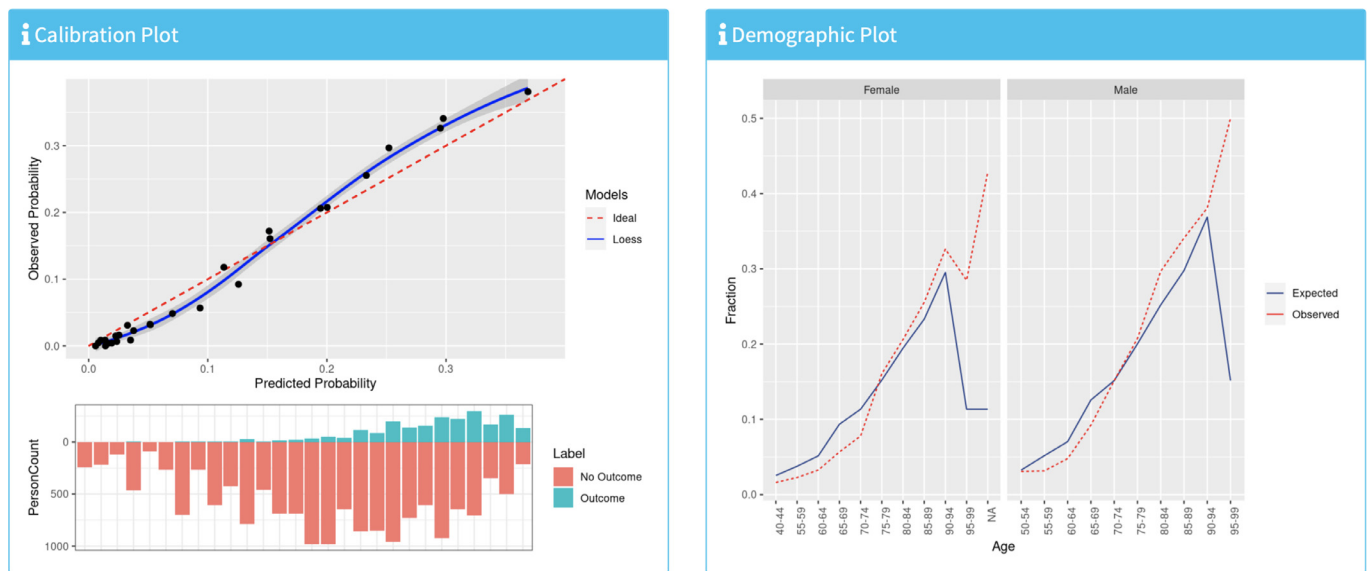 i Calibration Plot
0.3
0.2
0.1
0.0
Observed Probability
0.0
0.1
0.2
0.3
Predicted Probability
Models
Ideal
Loess
0
500
1000
PersonCount
Label
No Outcome
Outcome
i Demographic Plot
Female
Male
0.5
0.4
0.3
0.2
0.1
0.0
Fraction
40-44
55-59
60-64
65-69
70-74
75-79
80-84
85-89
90-94
95-99
NA
50-54
55-59
60-64
65-69
70-74
75-79
80-84
85-89
90-94
95-99
Age
Expected
Observed